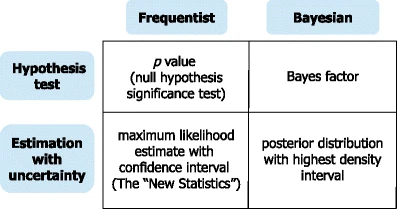 Frequentist
Bayesian
Hypothesis
test
p value
(null hypothesis
significance test)
Bayes factor
Estimation
with
uncertainty
maximum likelihood
estimate with
confidence interval
(The “New Statistics”)
posterior distribution
with highest density
interval